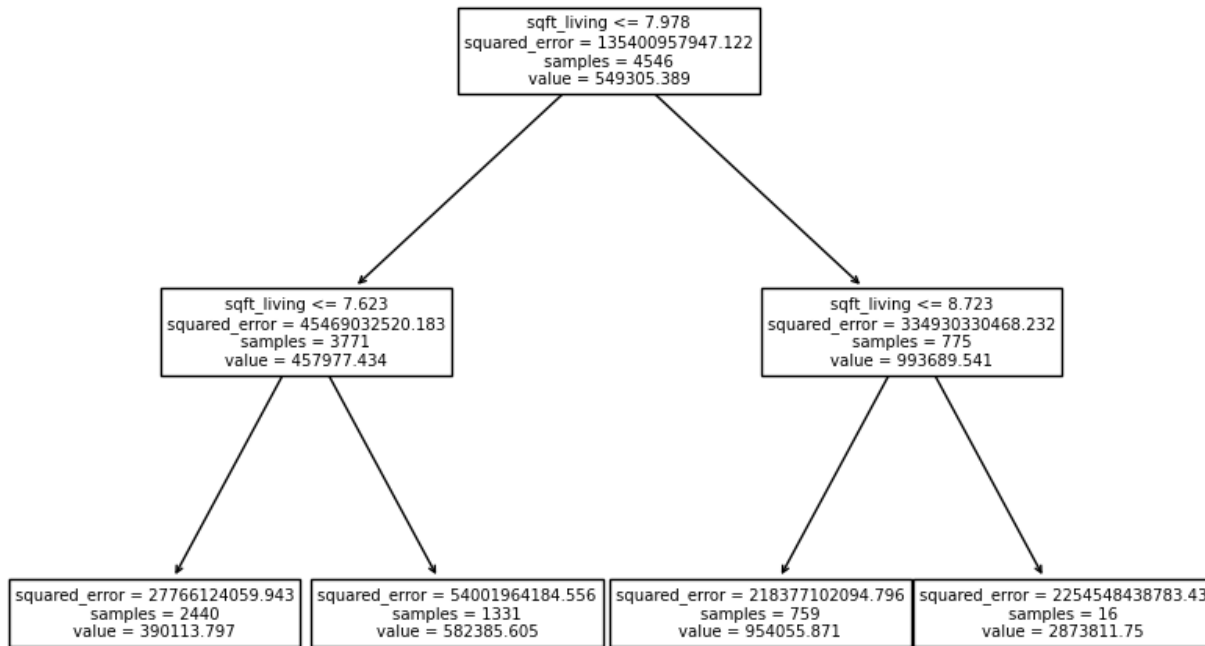 sqft_living <= 7.978
squared_error = 135400957947.122
samples = 4546
value = 549305.389
sqft_living <= 7.623
squared_error = 45469032520.183
samples = 3771
value = 457977.434
sqft_living <= 8.723
squared_error = 334930330468.232
samples = 775
value = 993689.541
squared_error = 27766124059.943
samples = 2440
value = 390113.797
squared_error = 54001964184.556
samples = 1331
value = 582385.605
squared_error = 218377102094.796
samples = 759
value = 954055.871
squared_error = 2254548438783.43
samples = 16
value = 2873811.75